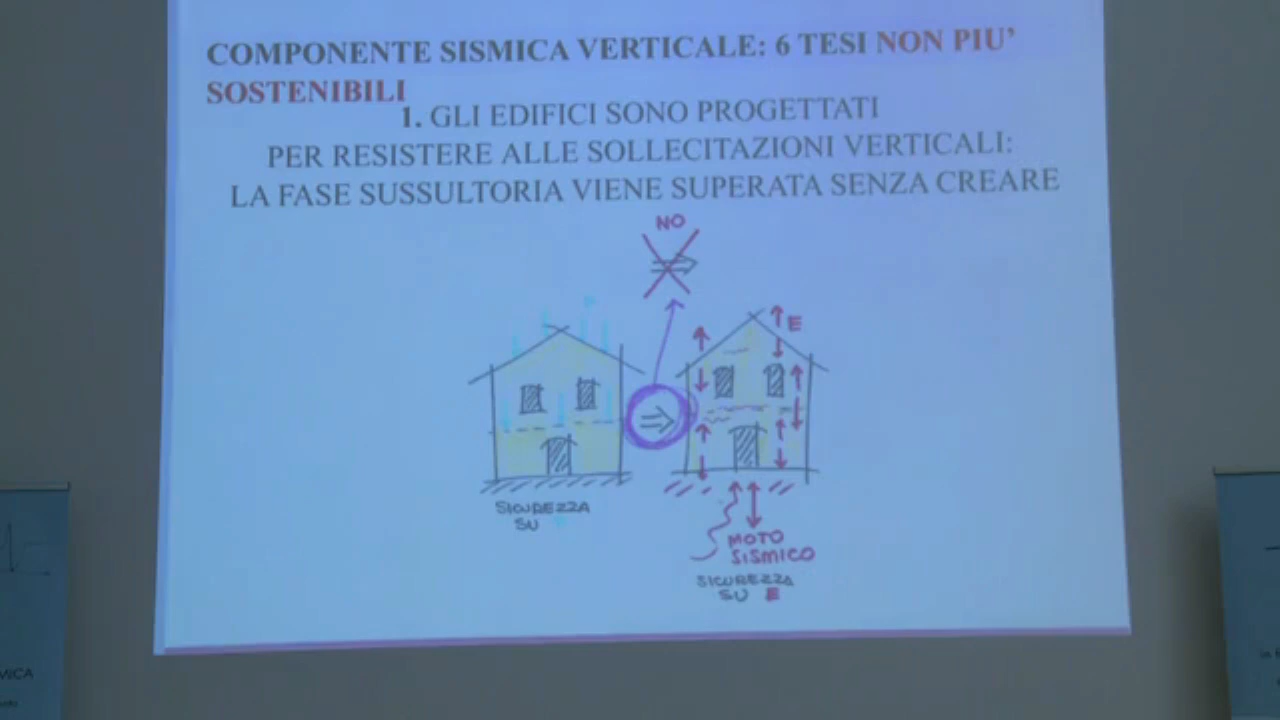 COMPONENTE SISMICA VERTICALE: 6 TESI NON PIU'
SOSTENIBILI
1. GLI EDIFICI SONO PROGETTATI
PER RESISTERE ALLE SOLLECITAZIONI VERTICALI:
LA FASE SUSSULTORIA VIENE SUPERATA SENZA CREARE
NO
E
SICUREZZA
SU
MOTO
SISMICO
SICUREZZA
SU E